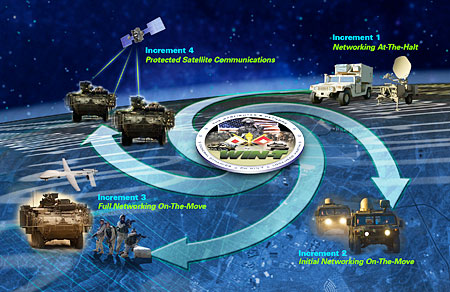 Increment 4
Protected Satellite Communications
Increment 1
Networking At-The-Halt
WIN-T
Increment 3
Full Networking On-The-Move
Increment 2
Initial Networking On-The-Move